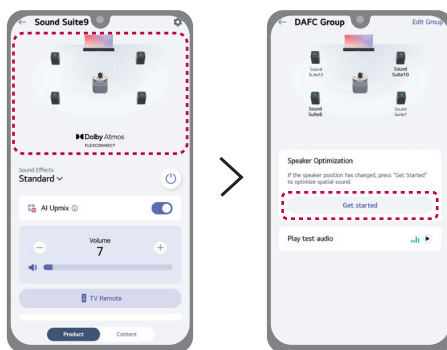 ← Sound Suite9
Dolby Atmos
FLEXCONNECT
Sound Effects
Standard
AI Upmix
Volume
7
TV Remote
Product
Content
← DAFC Group
Edit Group
Sound
Suite12
Sound
Suite10
Sound
Suite8
Sound
Suite7
Speaker Optimization
If the speaker position has changed, press "Get Started"
to optimize spatial sound.
Get started
Play test audio